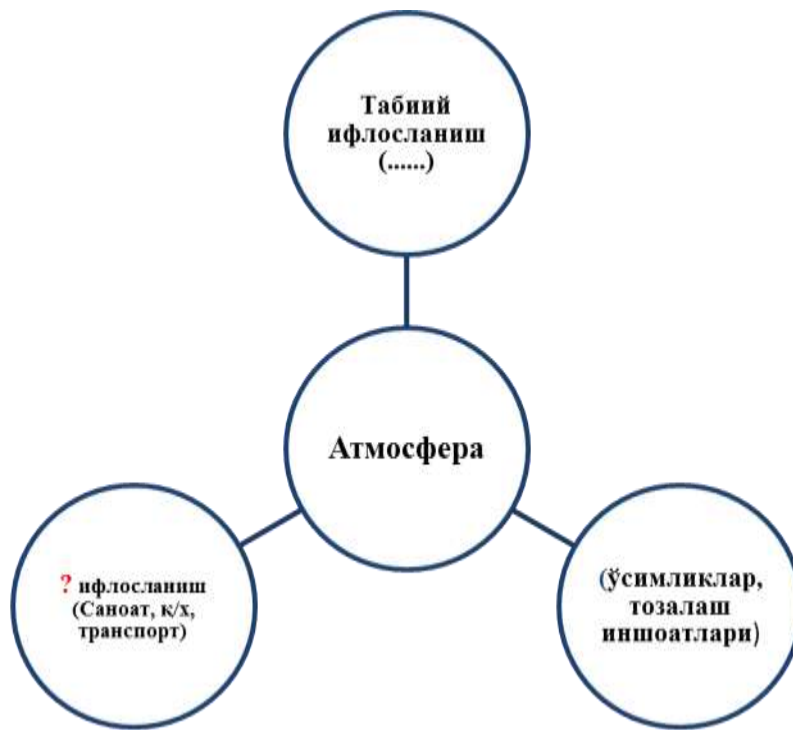 Табиий
ифлосланиш
(......)
Атмосфера
? ифлосланиш
(Саноат, қ/х,
транспорт)
(ўсимликлар,
тозалаш
иншоатлари)